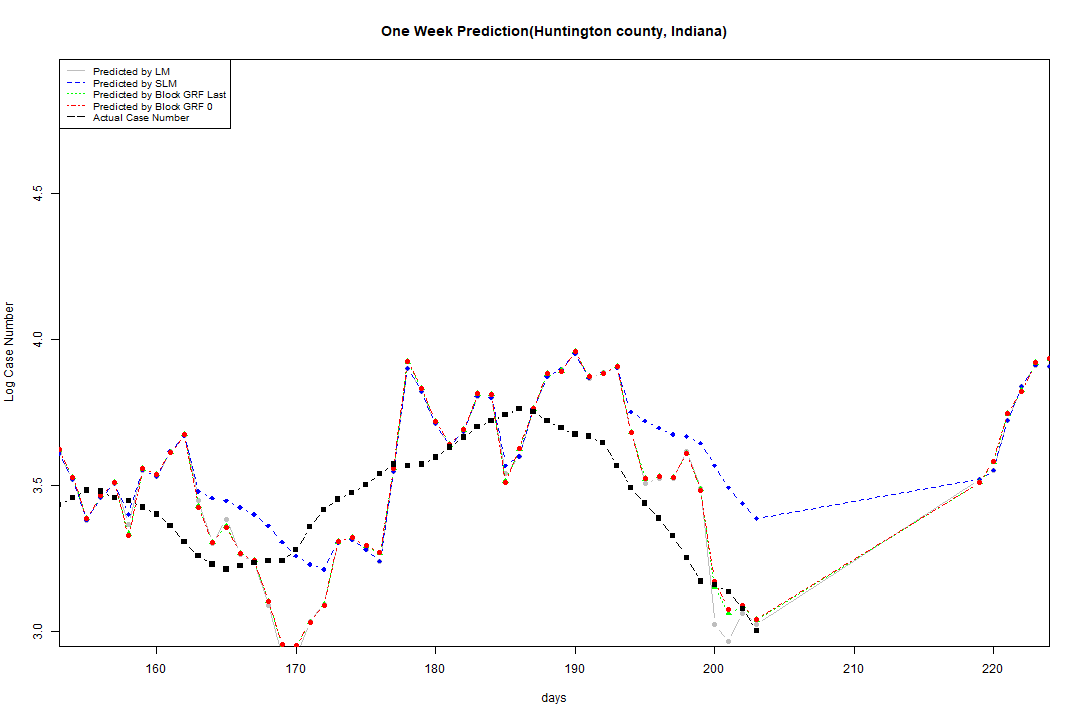 One Week Prediction(Huntington county, Indiana)
Predicted by LM
Predicted by SLM
Predicted by Block GRF Last
Predicted by Block GRF 0
Actual Case Number
Log Case Number
4.5
4.0
3.5
3.0
160 170 180 190 200 210 220
days